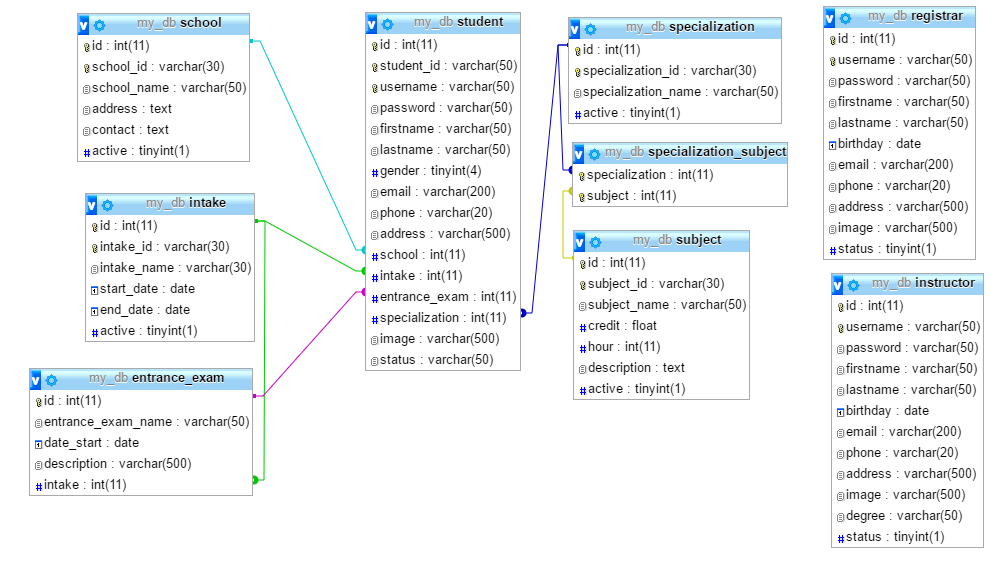 my_db school
id : int(11)
school_id : varchar(30)
school_name : varchar(50)
address : text
contact : text
active : tinyint(1)
my_db intake
id : int(11)
intake_id : varchar(30)
intake_name : varchar(30)
start_date : date
end_date : date
active : tinyint(1)
my_db entrance_exam
id : int(11)
entrance_exam_name : varchar(50)
date_start : date
description : varchar(500)
intake : int(11)
my_db student
id : int(11)
student_id : varchar(50)
username : varchar(50)
password : varchar(50)
firstname : varchar(50)
lastname : varchar(50)
gender : tinyint(4)
email : varchar(200)
phone : varchar(20)
address : varchar(500)
school : int(11)
intake : int(11)
entrance_exam : int(11)
specialization : int(11)
image : varchar(500)
status : varchar(50)
my_db specialization
id : int(11)
specialization_id : varchar(30)
specialization_name : varchar(50)
active : tinyint(1)
my_db specialization_subject
specialization : int(11)
subject : int(11)
my_db subject
id : int(11)
subject_id : varchar(30)
subject_name : varchar(50)
credit : float
hour : int(11)
description : text
active : tinyint(1)
my_db registrar
id : int(11)
username : varchar(50)
password : varchar(50)
firstname : varchar(50)
lastname : varchar(50)
birthday : date
email : varchar(200)
phone : varchar(20)
address : varchar(500)
image : varchar(500)
status : tinyint(1)
my_db instructor
id : int(11)
username : varchar(50)
password : varchar(50)
firstname : varchar(50)
lastname : varchar(50)
birthday : date
email : varchar(200)
phone : varchar(20)
address : varchar(500)
image : varchar(500)
degree : varchar(50)
status : tinyint(1)